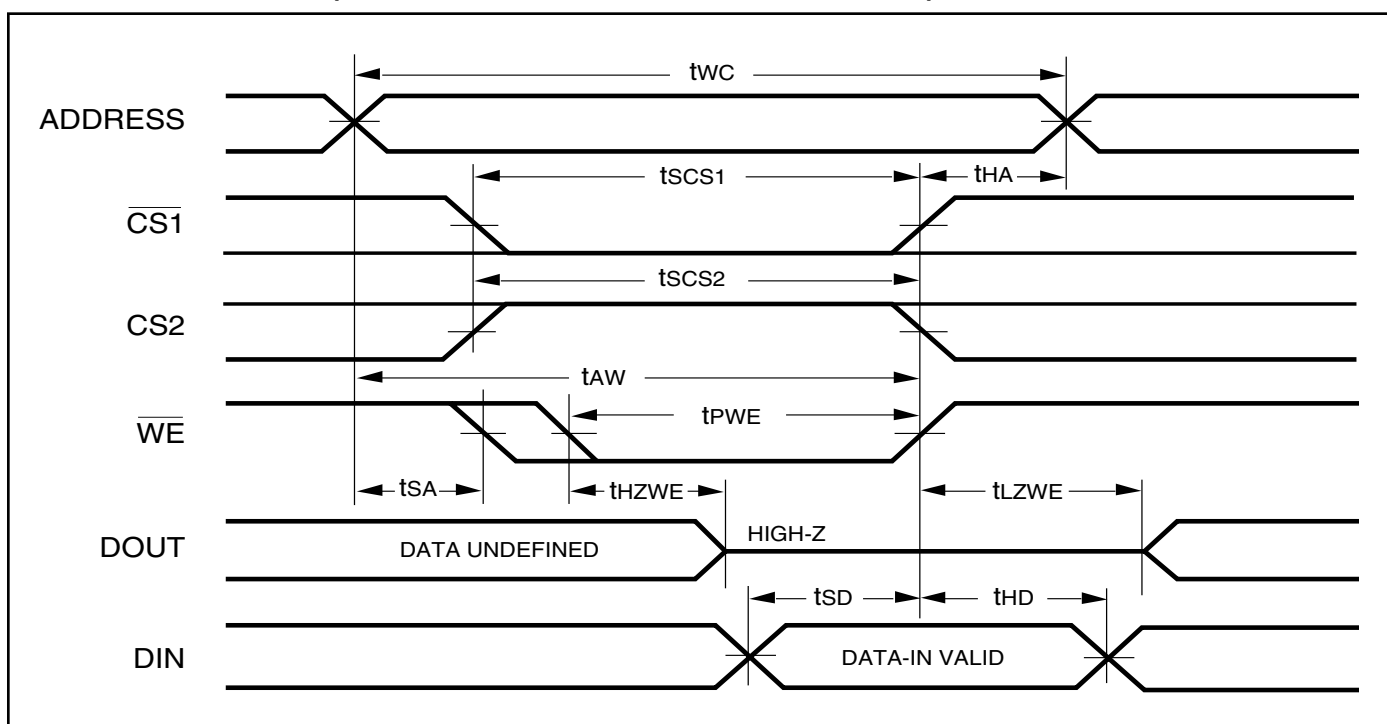 tWC
ADDRESS
tSCS1
tHA
CS1
tSCS2
CS2
tAW
WE
tPWE
tSA
tHZWE
tLZWE
DOUT
DATA UNDEFINED
HIGH-Z
tSD
tHD
DIN
DATA-IN VALID